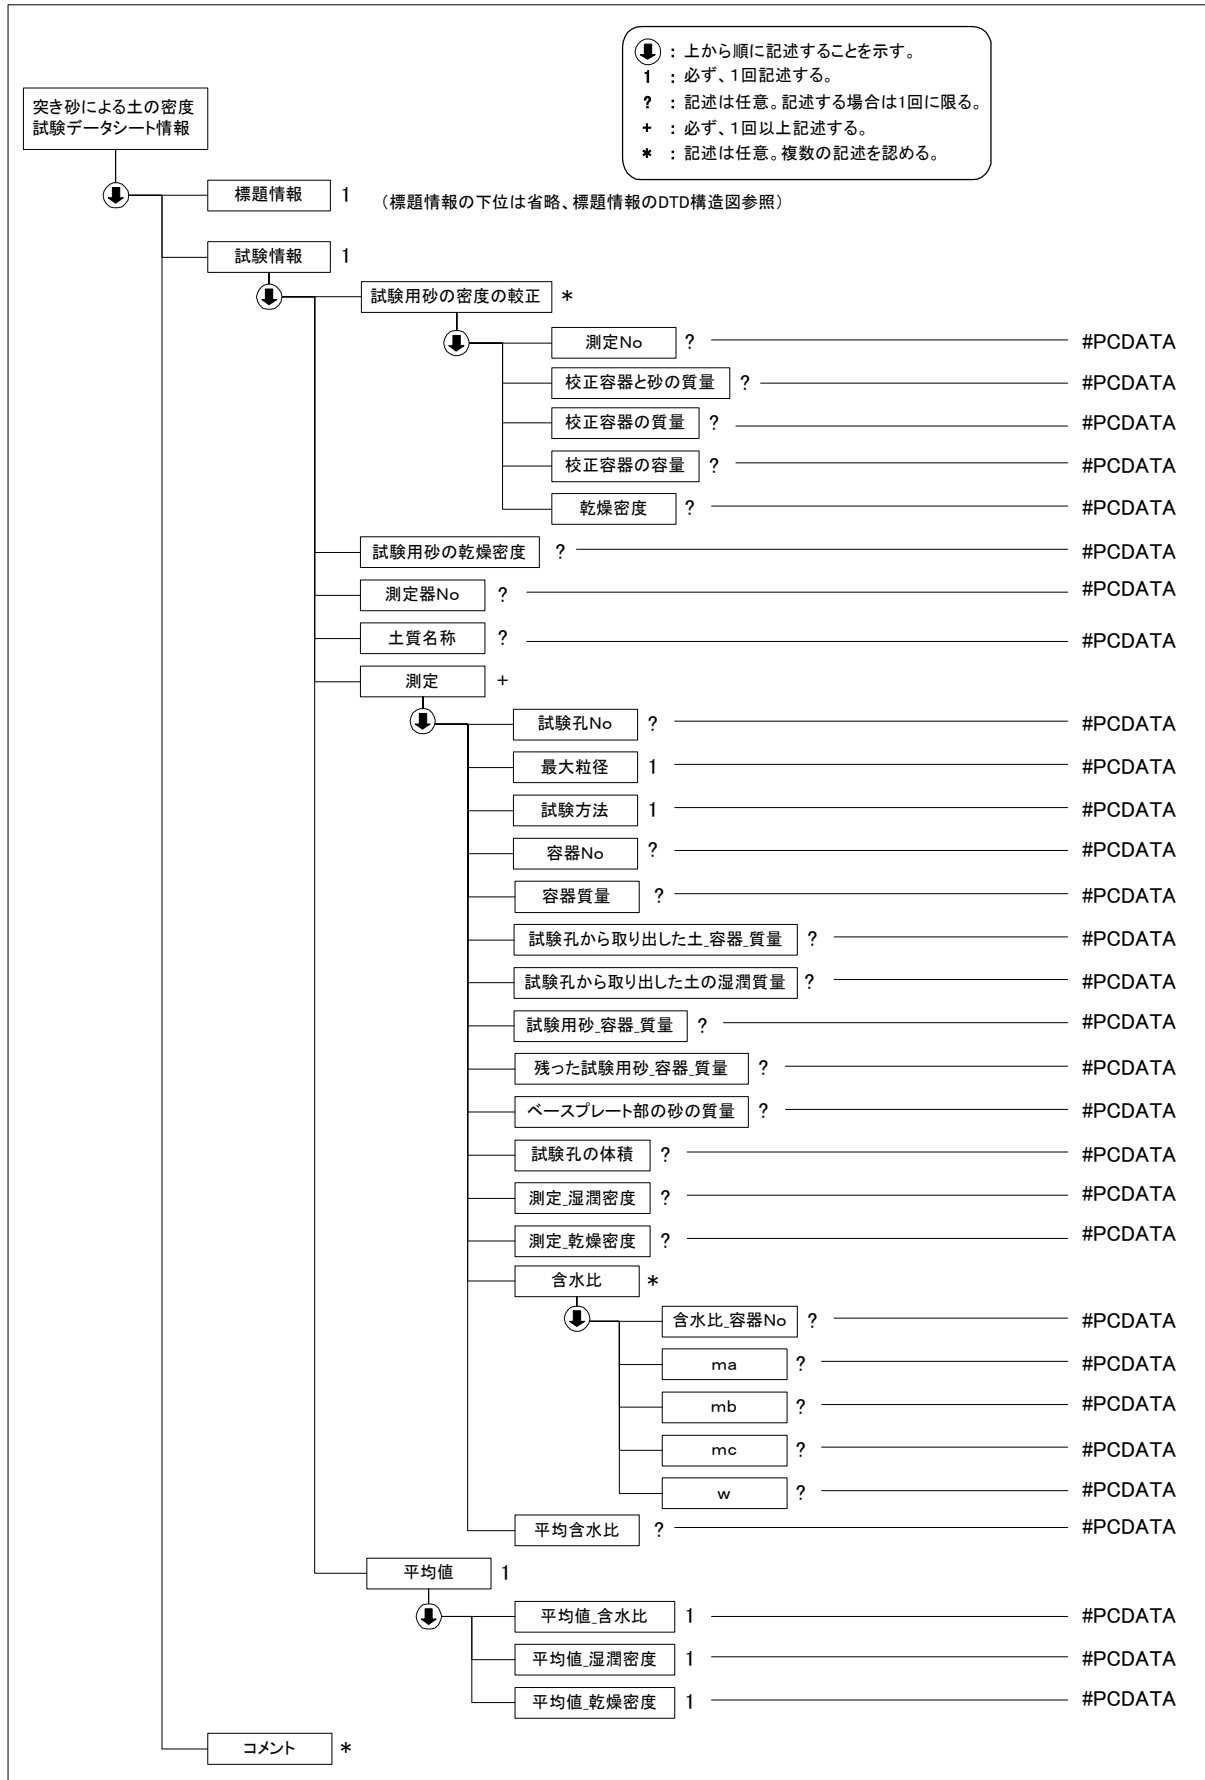 ：上から順に記述することを示す。
1 ：必ず、1回記述する。
? ：記述は任意。記述する場合は1回に限る。
+ ：必ず、1回以上記述する。
* ：記述は任意。複数の記述を認める。
突き砂による土の密度
試験データシート情報
標題情報 1 （標題情報の下位は省略、標題情報のDTD構造図参照）
試験情報 1
試験用砂の密度の較正 *
測定No ? #PCDATA
校正容器と砂の質量 ? #PCDATA
校正容器の質量 ? #PCDATA
校正容器の容量 ? #PCDATA
乾燥密度 ? #PCDATA
試験用砂の乾燥密度 ? #PCDATA
測定器No ? #PCDATA
土質名称 ? #PCDATA
測定 +
試験孔No ? #PCDATA
最大粒径 1 #PCDATA
試験方法 1 #PCDATA
容器No ? #PCDATA
容器質量 ? #PCDATA
試験孔から取り出した土_容器_質量 ? #PCDATA
試験孔から取り出した土の湿潤質量 ? #PCDATA
試験用砂_容器_質量 ? #PCDATA
残った試験用砂_容器_質量 ? #PCDATA
ベースプレート部の砂の質量 ? #PCDATA
試験孔の体積 ? #PCDATA
測定_湿潤密度 ? #PCDATA
測定_乾燥密度 ? #PCDATA
含水比 *
含水比_容器No ? #PCDATA
ma ? #PCDATA
mb ? #PCDATA
mc ? #PCDATA
w ? #PCDATA
平均含水比 ? #PCDATA
平均値 1
平均値_含水比 1 #PCDATA
平均値_湿潤密度 1 #PCDATA
平均値_乾燥密度 1 #PCDATA
コメント *